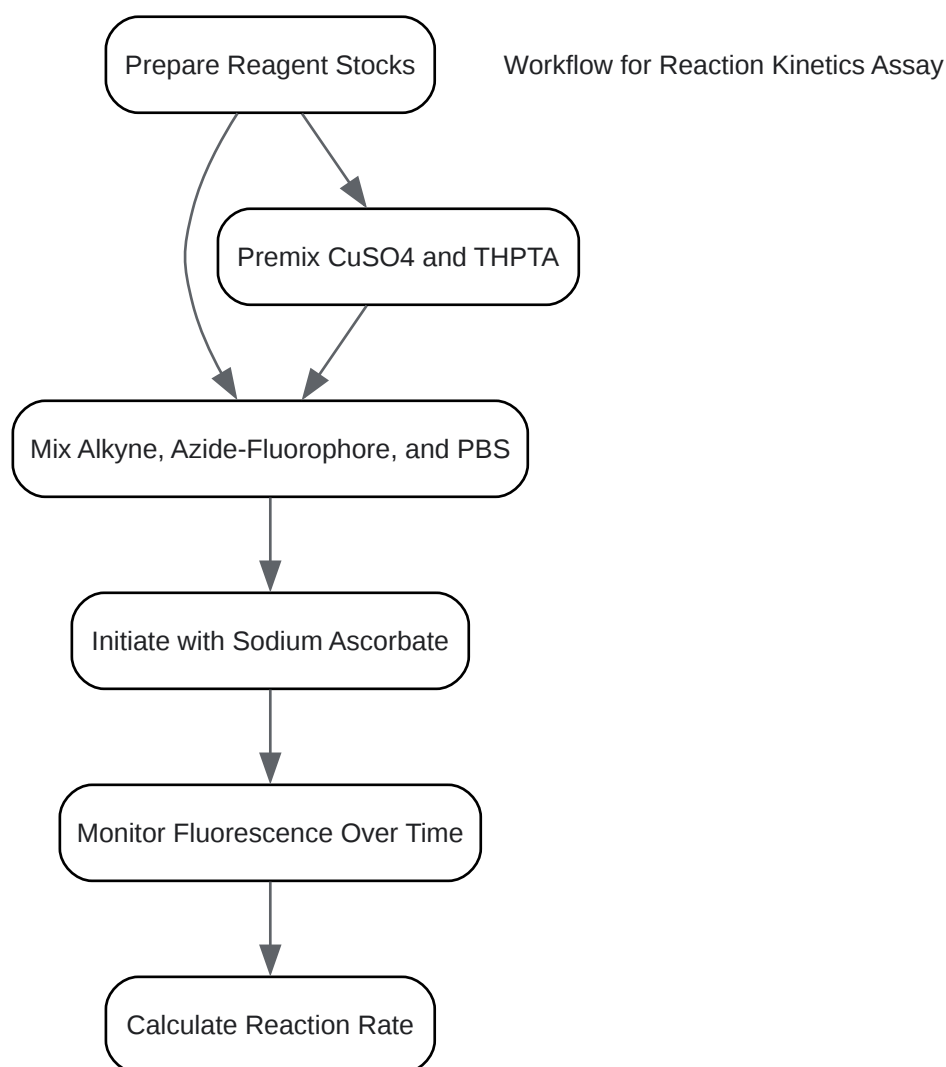 Prepare Reagent Stocks
Workflow for Reaction Kinetics Assay
Premix CuSO4 and THPTA
Mix Alkyne, Azide-Fluorophore, and PBS
Initiate with Sodium Ascorbate
Monitor Fluorescence Over Time
Calculate Reaction Rate